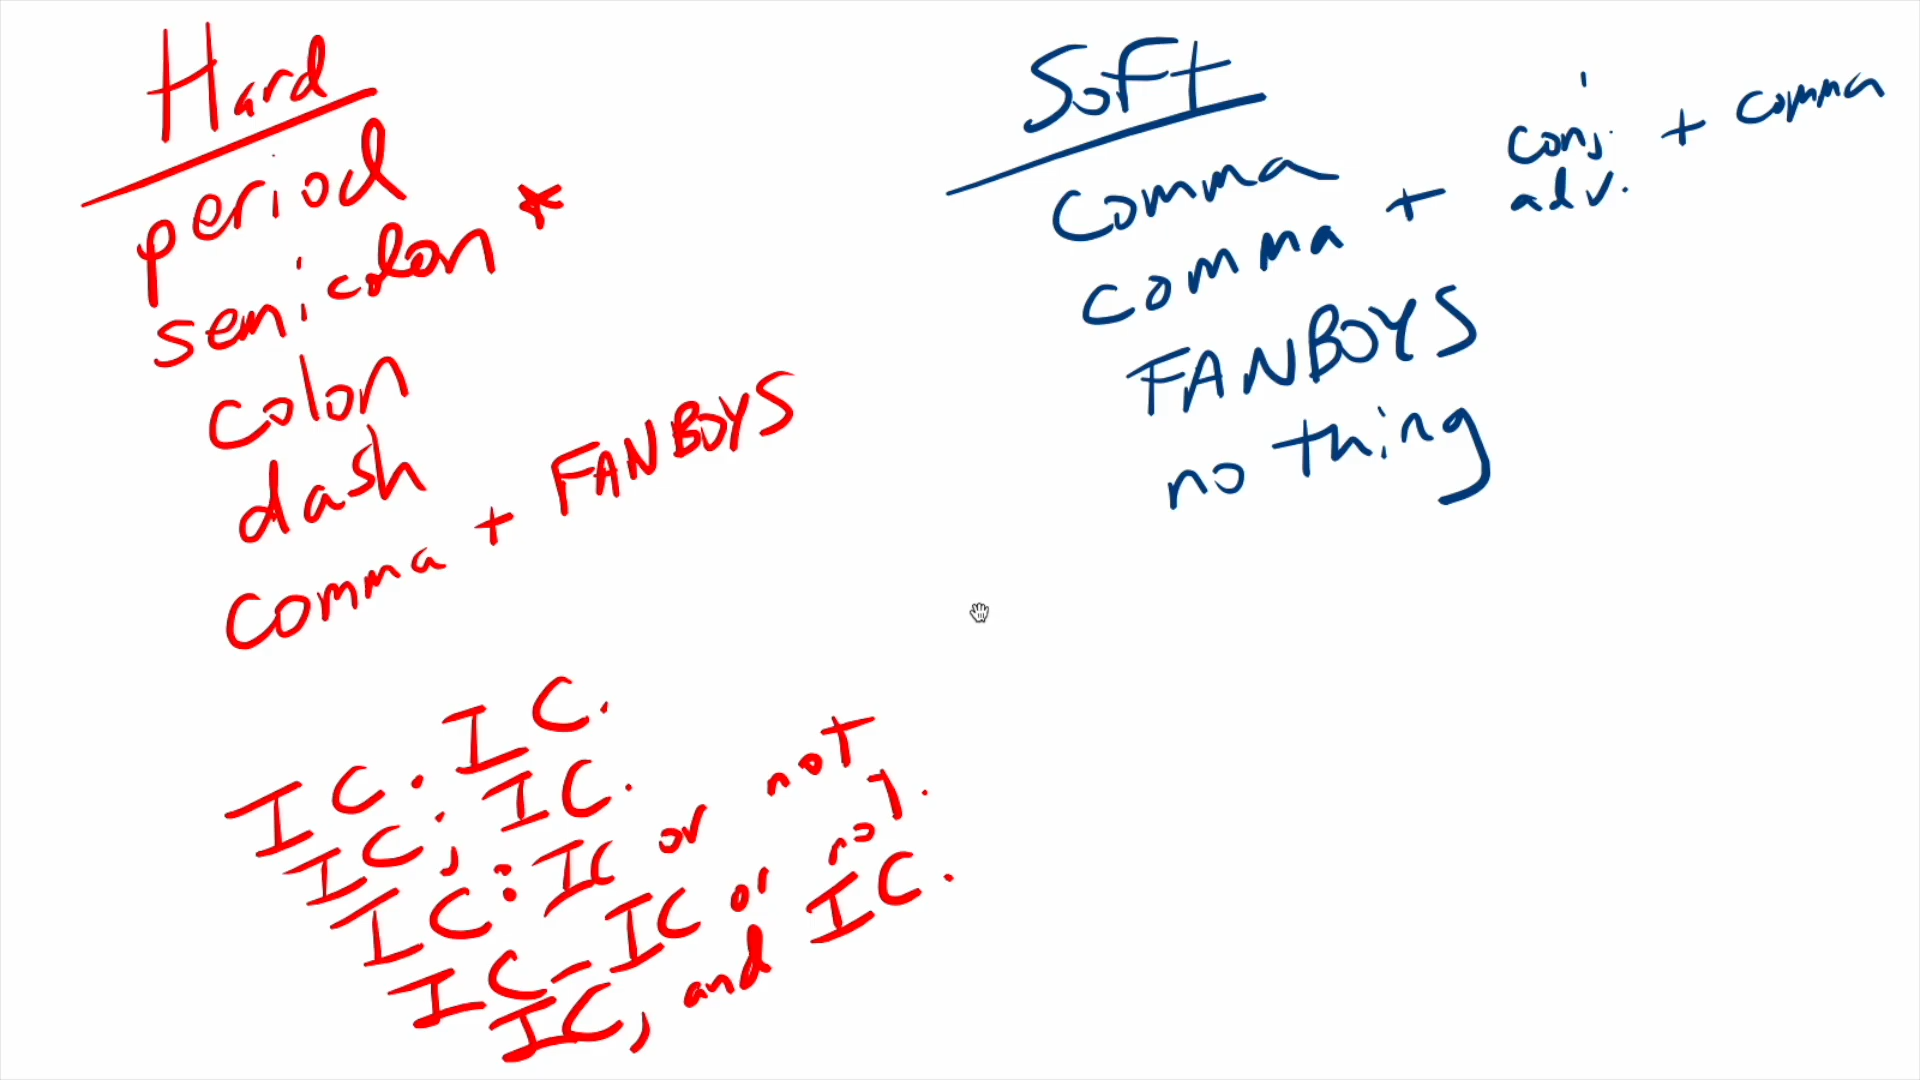 Hard
period
semicolon *
colon
dash
comma + FANBOYS
IC. IC.
IC; IC.
IC: IC or not
IC - IC or not.
IC, and IC.
Soft
comma
comma + conj. adv. + comma
FANBOYS
nothing